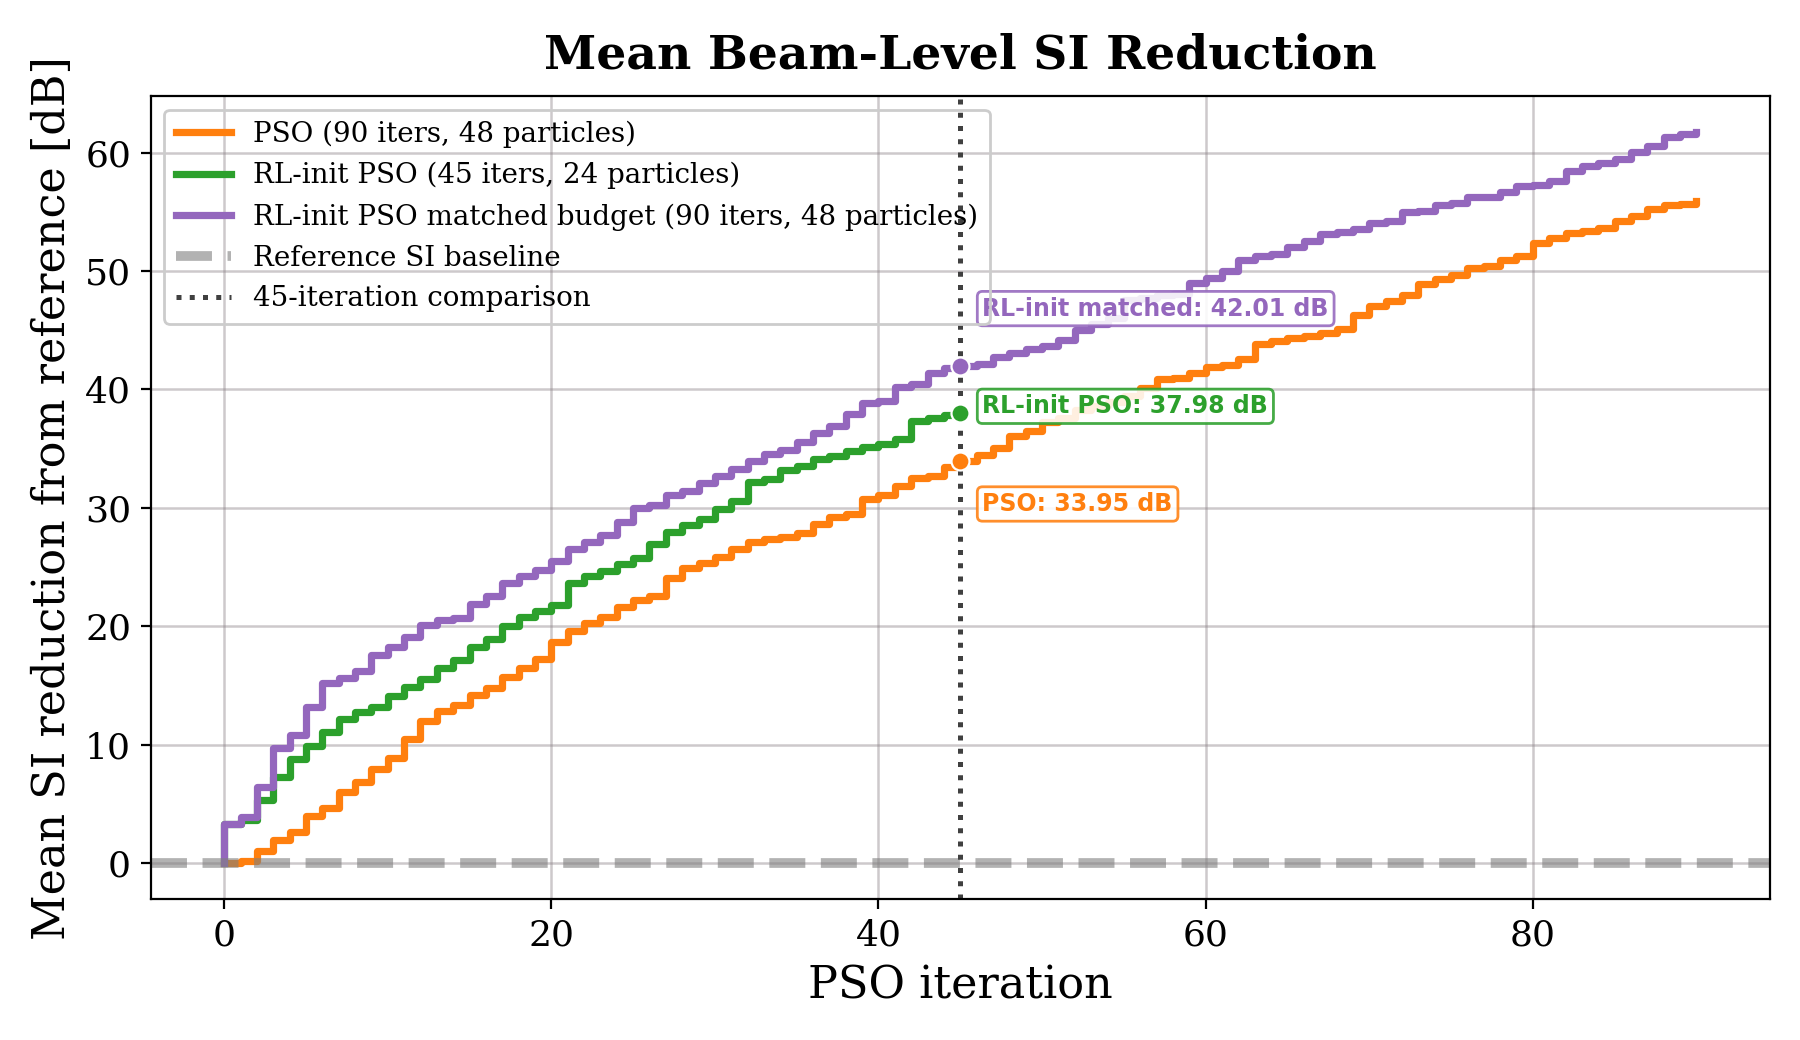 Mean Beam-Level SI Reduction
Mean SI reduction from reference [dB]
60
50
40
30
20
10
0
PSO (90 iters, 48 particles)
RL-init PSO (45 iters, 24 particles)
RL-init PSO matched budget (90 iters, 48 particles)
Reference SI baseline
45-iteration comparison
RL-init matched: 42.01 dB
RL-init PSO: 37.98 dB
PSO: 33.95 dB
0 20 40 60 80
PSO iteration